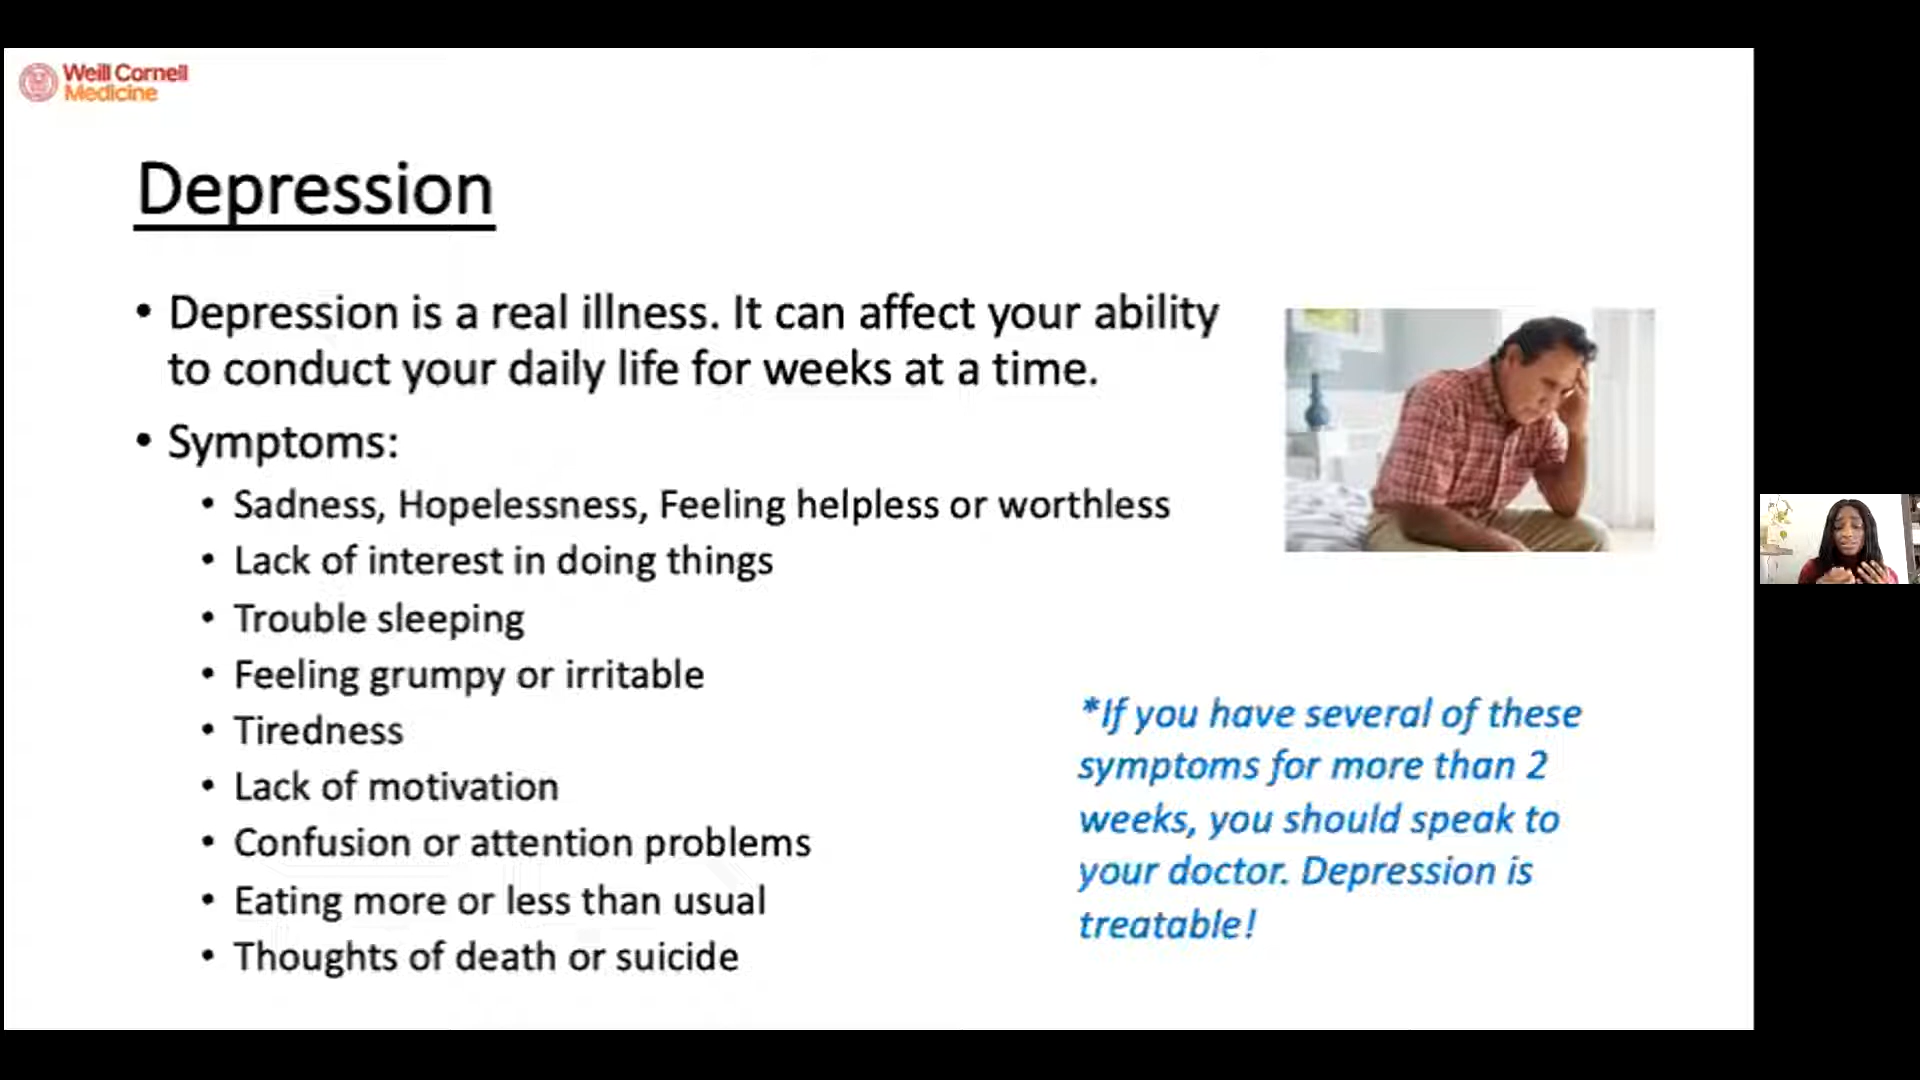 Weill Cornell
Medicine
Depression
• Depression is a real illness. It can affect your ability
to conduct your daily life for weeks at a time.
• Symptoms:
• Sadness, Hopelessness, Feeling helpless or worthless
• Lack of interest in doing things
• Trouble sleeping
• Feeling grumpy or irritable
• Tiredness
• Lack of motivation
• Confusion or attention problems
• Eating more or less than usual
• Thoughts of death or suicide
*If you have several of these
symptoms for more than 2
weeks, you should speak to
your doctor. Depression is
treatable!